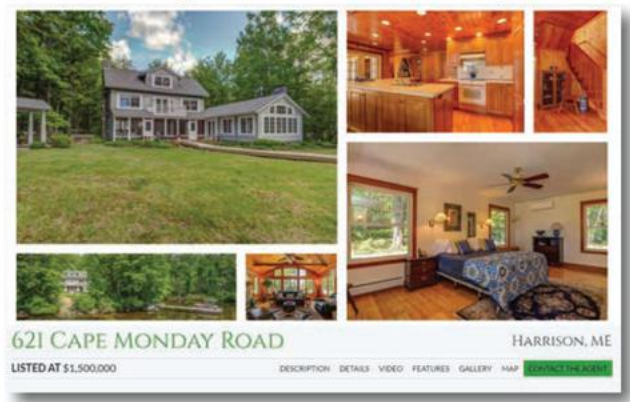 621 CAPE MONDAY ROAD
HARRISON, ME
LISTED AT $1,500,000
DESCRIPTION DETAILS VIDEO FEATURES GALLERY MAP CONTACT THE AGENT